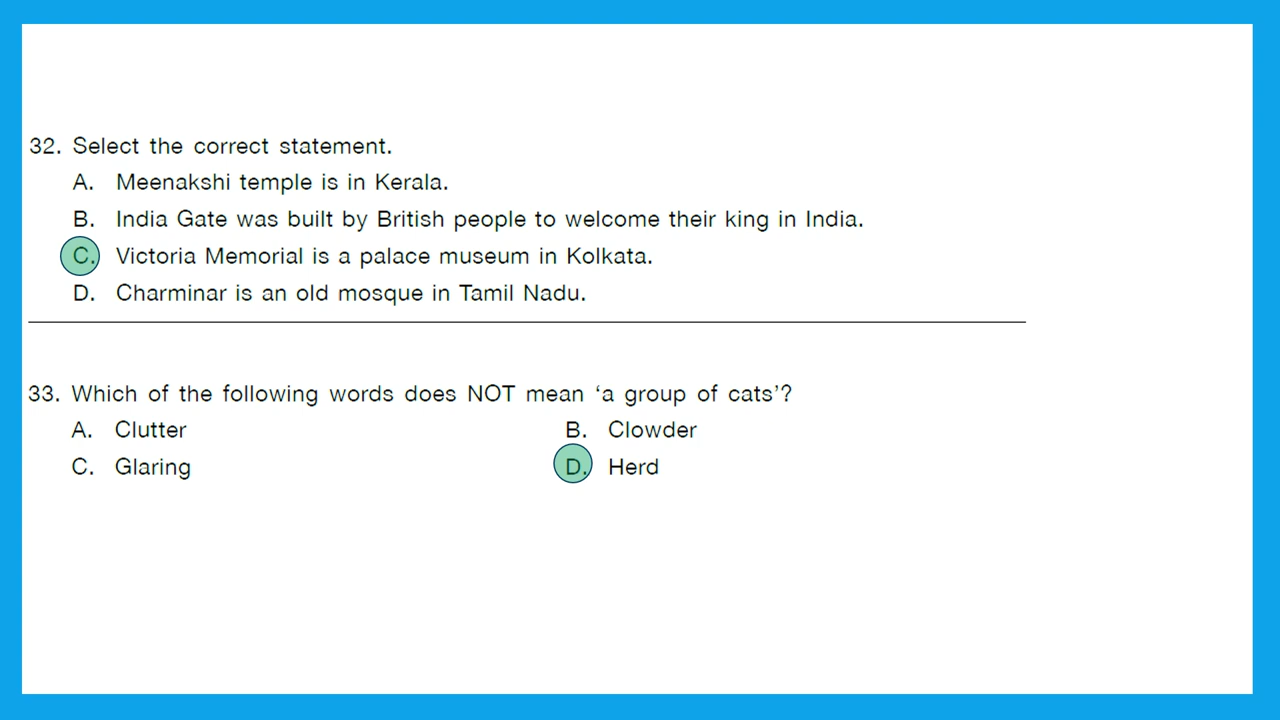 32. Select the correct statement.
A. Meenakshi temple is in Kerala.
B. India Gate was built by British people to welcome their king in India.
C. Victoria Memorial is a palace museum in Kolkata.
D. Charminar is an old mosque in Tamil Nadu.
33. Which of the following words does NOT mean ‘a group of cats’?
A. Clutter B. Clowder
C. Glaring D. Herd